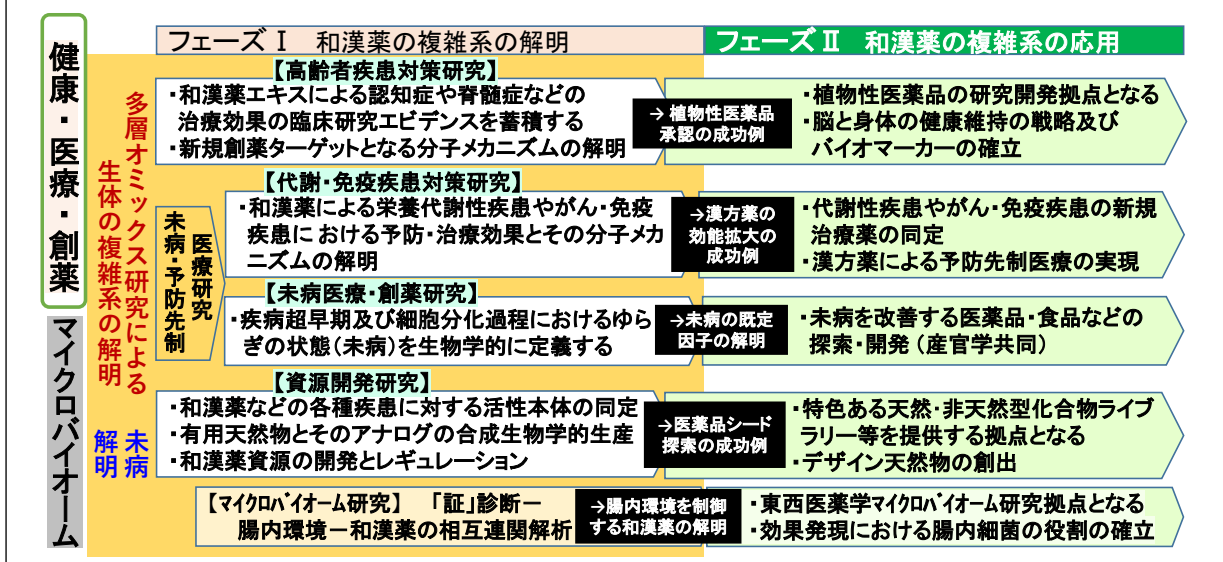 健康・医療・創薬
マイクロバイオーム
フェーズⅠ 和漢薬の複雑系の解明
フェーズⅡ 和漢薬の複雑系の応用
多層オミックス研究による
生体の複雑系の解明
未病
解明
【高齢者疾患対策研究】
・和漢薬エキスによる認知症や脊髄症などの
治療効果の臨床研究エビデンスを蓄積する
・新規創薬ターゲットとなる分子メカニズムの解明
→植物性医薬品
承認の成功例
・植物性医薬品の研究開発拠点となる
・脳と身体の健康維持の戦略及び
バイオマーカーの確立
未病・予防先制
医療研究
【代謝・免疫疾患対策研究】
・和漢薬による栄養代謝性疾患やがん・免疫
疾患に おける予防・治療効果とその分子メカ
ニズムの解明
→漢方薬の
効能拡大の
成功例
・代謝性疾患やがん・免疫疾患の新規
治療薬の同定
・漢方薬による予防先制医療の実現
【未病医療・創薬研究】
・疾病超早期及び細胞分化過程におけるゆら
ぎの状態（未病）を生物学的に定義する
→未病の既定
因子の解明
・未病を改善する医薬品・食品などの
探索・開発（産官学共同）
【資源開発研究】
・和漢薬などの各種疾患に対する活性本体の同定
・有用天然物とそのアナログの合成生物学的生産
・和漢薬資源の開発とレギュレーション
→医薬品シード
探索の成功例
・特色ある天然・非天然型化合物ライブ
ラリー等を提供する拠点となる
・デザイン天然物の創出
【マイクロバイオーム研究】 「証」診断－
腸内環境－和漢薬の相互連関解析
→腸内環境を制御
する和漢薬の解明
・東西医薬学マイクロバイオーム研究拠点となる
・効果発現における腸内細菌の役割の確立